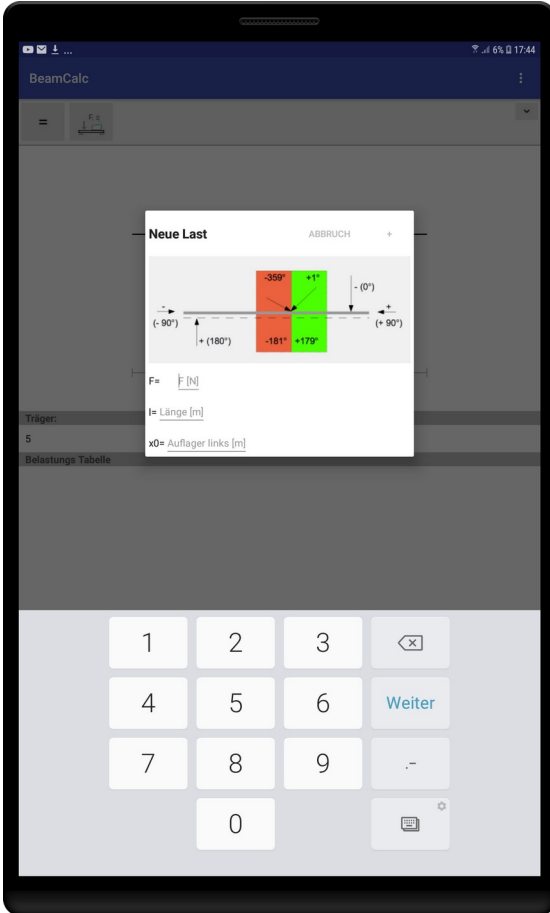 ... 6% 17:44
BeamCalc
= F, q
Neue Last ABBRUCH +
-359° +1°
- (0°)
- +
(- 90°) (+ 90°)
+ (180°) -181° +179°
F= F [N]
l= Länge [m]
x0= Auflager links [m]
Träger:
5
Belastungs Tabelle
1 2 3
4 5 6 Weiter
7 8 9 .-
0